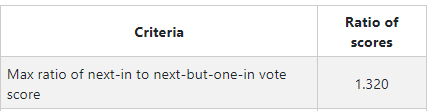 Criteria
Ratio of
scores
Max ratio of next-in to next-but-one-in vote
score
1.320